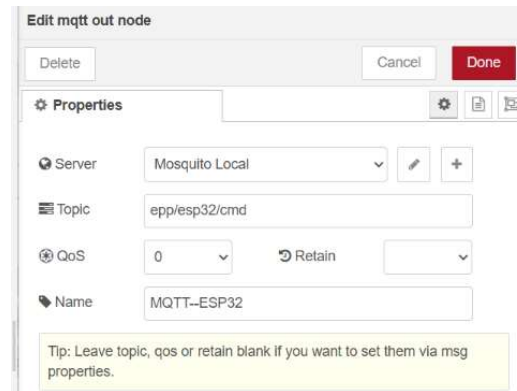 Edit mqtt out node
Delete Cancel Done
Properties
Server Mosquito Local
Topic epp/esp32/cmd
QoS 0 Retain
Name MQTT--ESP32
Tip: Leave topic, qos or retain blank if you want to set them via msg
properties.